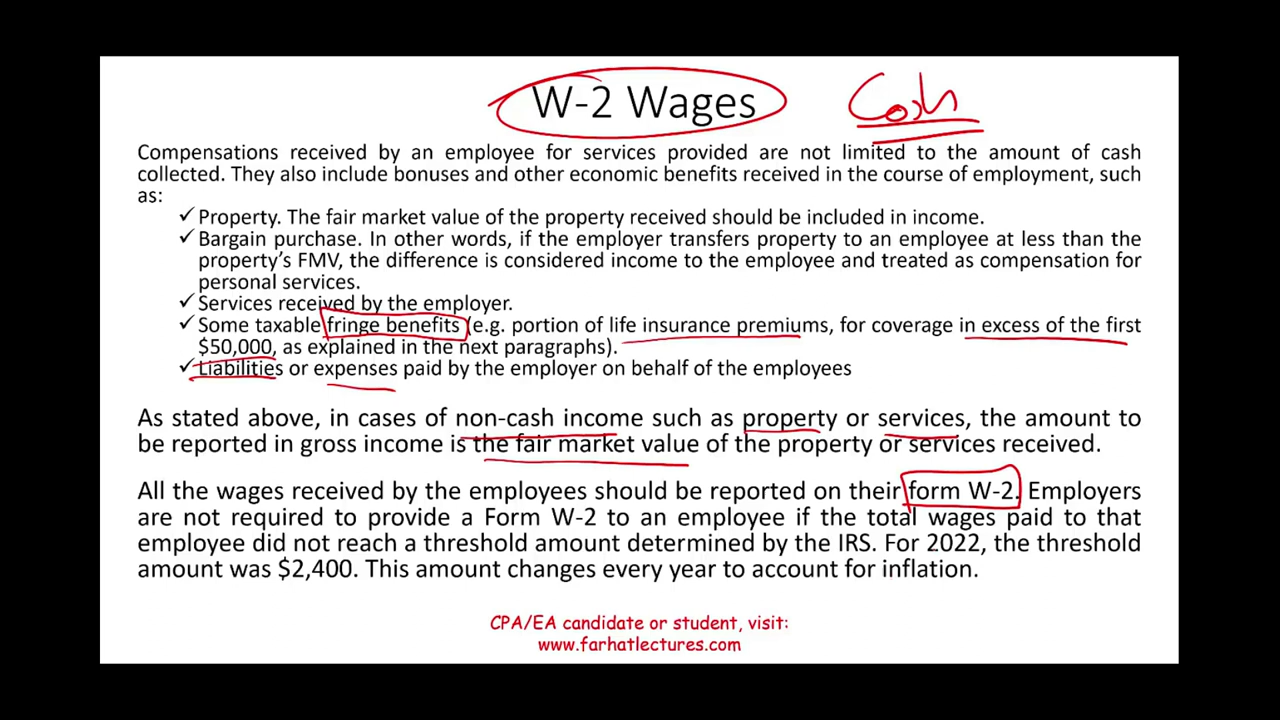 W-2 Wages
Cash
Compensations received by an employee for services provided are not limited to the amount of cash
collected. They also include bonuses and other economic benefits received in the course of employment, such
as:
✓ Property. The fair market value of the property received should be included in income.
✓ Bargain purchase. In other words, if the employer transfers property to an employee at less than the
property's FMV, the difference is considered income to the employee and treated as compensation for
personal services.
✓ Services received by the employer.
✓ Some taxable fringe benefits (e.g. portion of life insurance premiums, for coverage in excess of the first
$50,000, as explained in the next paragraphs).
✓ Liabilities or expenses paid by the employer on behalf of the employees
As stated above, in cases of non-cash income such as property or services, the amount to
be reported in gross income is the fair market value of the property or services received.
All the wages received by the employees should be reported on their form W-2. Employers
are not required to provide a Form W-2 to an employee if the total wages paid to that
employee did not reach a threshold amount determined by the IRS. For 2022, the threshold
amount was $2,400. This amount changes every year to account for inflation.
CPA/EA candidate or student, visit:
www.farhatlectures.com